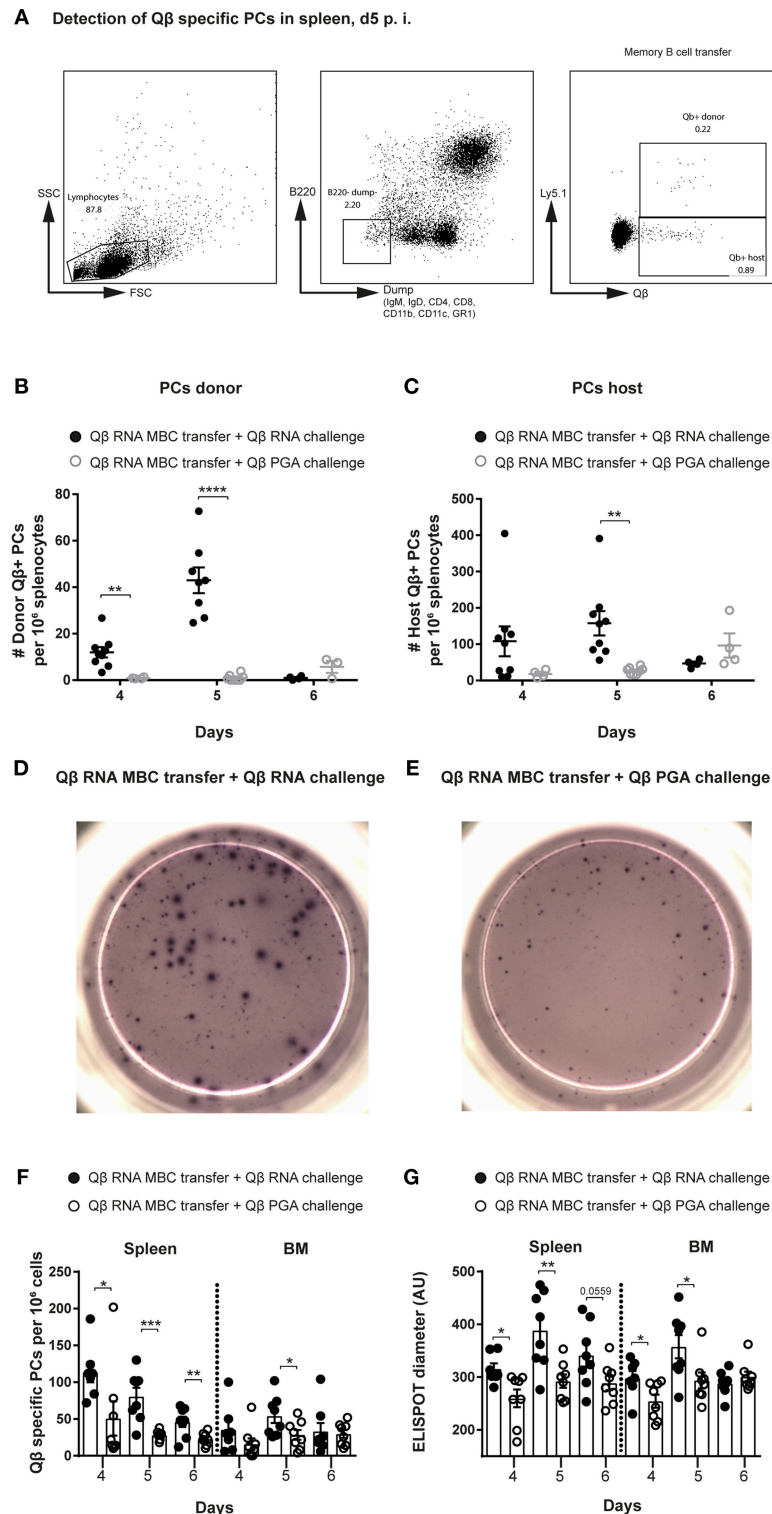 A Detection of Qβ specific PCs in spleen, d5 p. i.
Memory B cell transfer
SSC
Lymphocytes
87.8
FSC
B220
B220- dump-
2.20
Dump
(IgM, IgD, CD4, CD8,
CD11b, CD11c, GR1)
Ly5.1
Qb+ donor
0.22
Qb+ host
0.89
Qβ
B PCs donor
Qβ RNA MBC transfer + Qβ RNA challenge
Qβ RNA MBC transfer + Qβ PGA challenge
# Donor Qβ+ PCs
per 10⁶ splenocytes
80
60
40
20
0
**
****
4 5 6
Days
C PCs host
Qβ RNA MBC transfer + Qβ RNA challenge
Qβ RNA MBC transfer + Qβ PGA challenge
# Host Qβ+ PCs
per 10⁶ splenocytes
500
400
300
200
100
0
**
4 5 6
Days
D Qβ RNA MBC transfer + Qβ RNA challenge
E Qβ RNA MBC transfer + Qβ PGA challenge
F
Qβ RNA MBC transfer + Qβ RNA challenge
Qβ RNA MBC transfer + Qβ PGA challenge
Spleen BM
Qβ specific PCs per 10⁶ cells
250
200
150
100
50
0
*
***
**
*
4 5 6 4 5 6
Days
G
Qβ RNA MBC transfer + Qβ RNA challenge
Qβ RNA MBC transfer + Qβ PGA challenge
Spleen BM
ELISPOT diameter (AU)
500
400
300
200
*
**
0.0559
*
*
4 5 6 4 5 6
Days